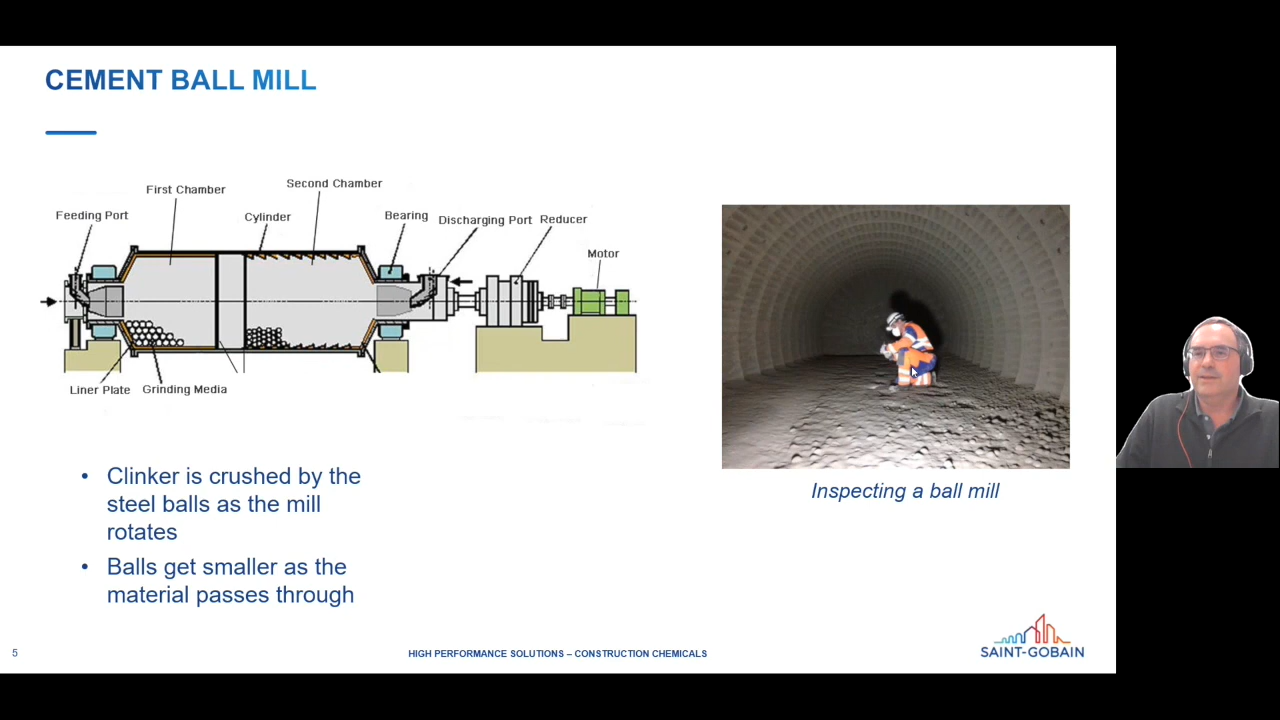 CEMENT BALL MILL
First Chamber
Second Chamber
Feeding Port
Cylinder
Bearing
Discharging Port
Reducer
Motor
Liner Plate
Grinding Media
Inspecting a ball mill
• Clinker is crushed by the
steel balls as the mill
rotates
• Balls get smaller as the
material passes through
5
HIGH PERFORMANCE SOLUTIONS – CONSTRUCTION CHEMICALS
SAINT-GOBAIN